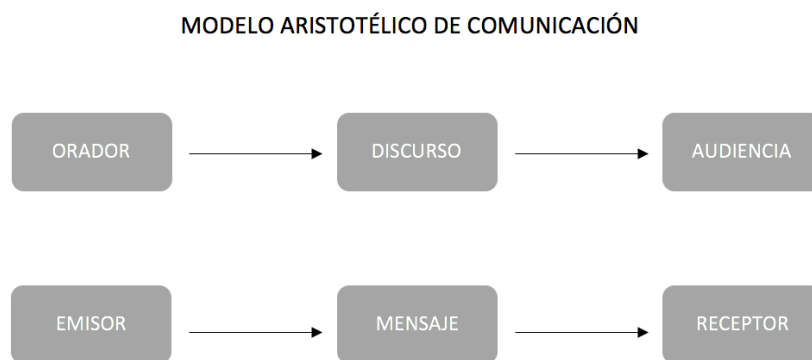 MODELO ARISTOTÉLICO DE COMUNICACIÓN
ORADOR
DISCURSO
AUDIENCIA
EMISOR
MENSAJE
RECEPTOR